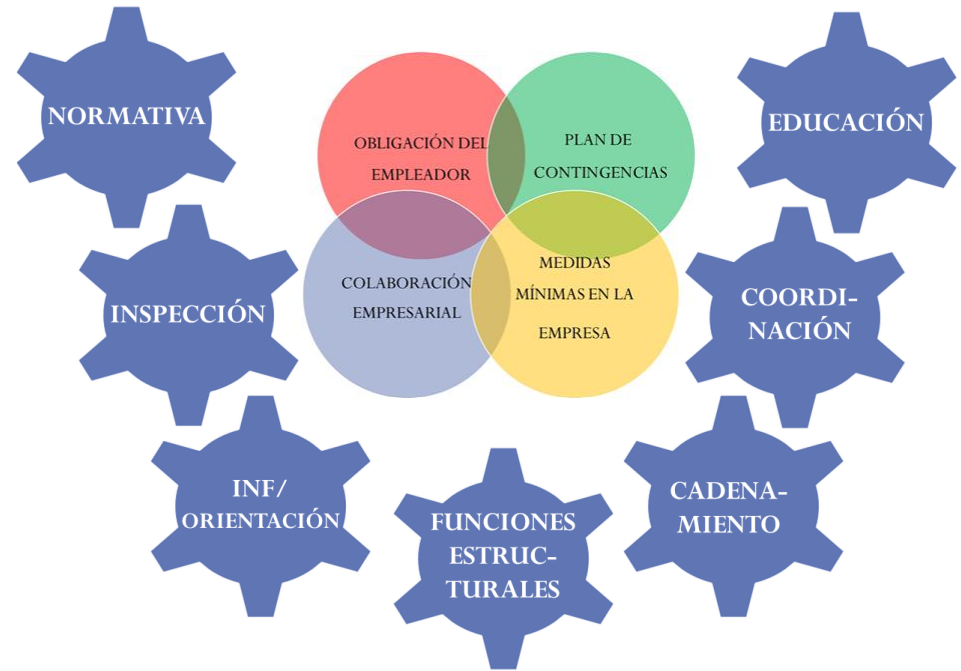 NORMATIVA
OBLIGACIÓN DEL
EMPLEADOR
PLAN DE
CONTINGENCIAS
EDUCACIÓN
INSPECCIÓN
COLABORACIÓN
EMPRESARIAL
MEDIDAS
MÍNIMAS EN LA
EMPRESA
COORDI-
NACIÓN
INF/
ORIENTACIÓN
FUNCIONES
ESTRUC-
TURALES
CADENA-
MIENTO